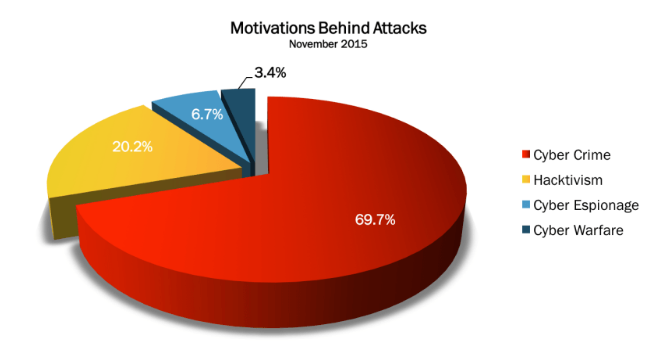 Motivations Behind Attacks
November 2015
3.4%
6.7%
20.2%
69.7%
Cyber Crime
Hacktivism
Cyber Espionage
Cyber Warfare